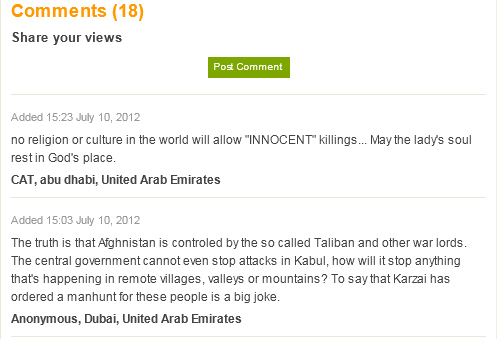 Comments (18)
Share your views
Post Comment
Added 15:23 July 10, 2012
no religion or culture in the world will allow "INNOCENT" killings... May the lady's soul
rest in God's place.
CAT, abu dhabi, United Arab Emirates
Added 15:03 July 10, 2012
The truth is that Afghnistan is controled by the so called Taliban and other war lords.
The central government cannot even stop attacks in Kabul, how will it stop anything
that's happening in remote villages, valleys or mountains? To say that Karzai has
ordered a manhunt for these people is a big joke.
Anonymous, Dubai, United Arab Emirates